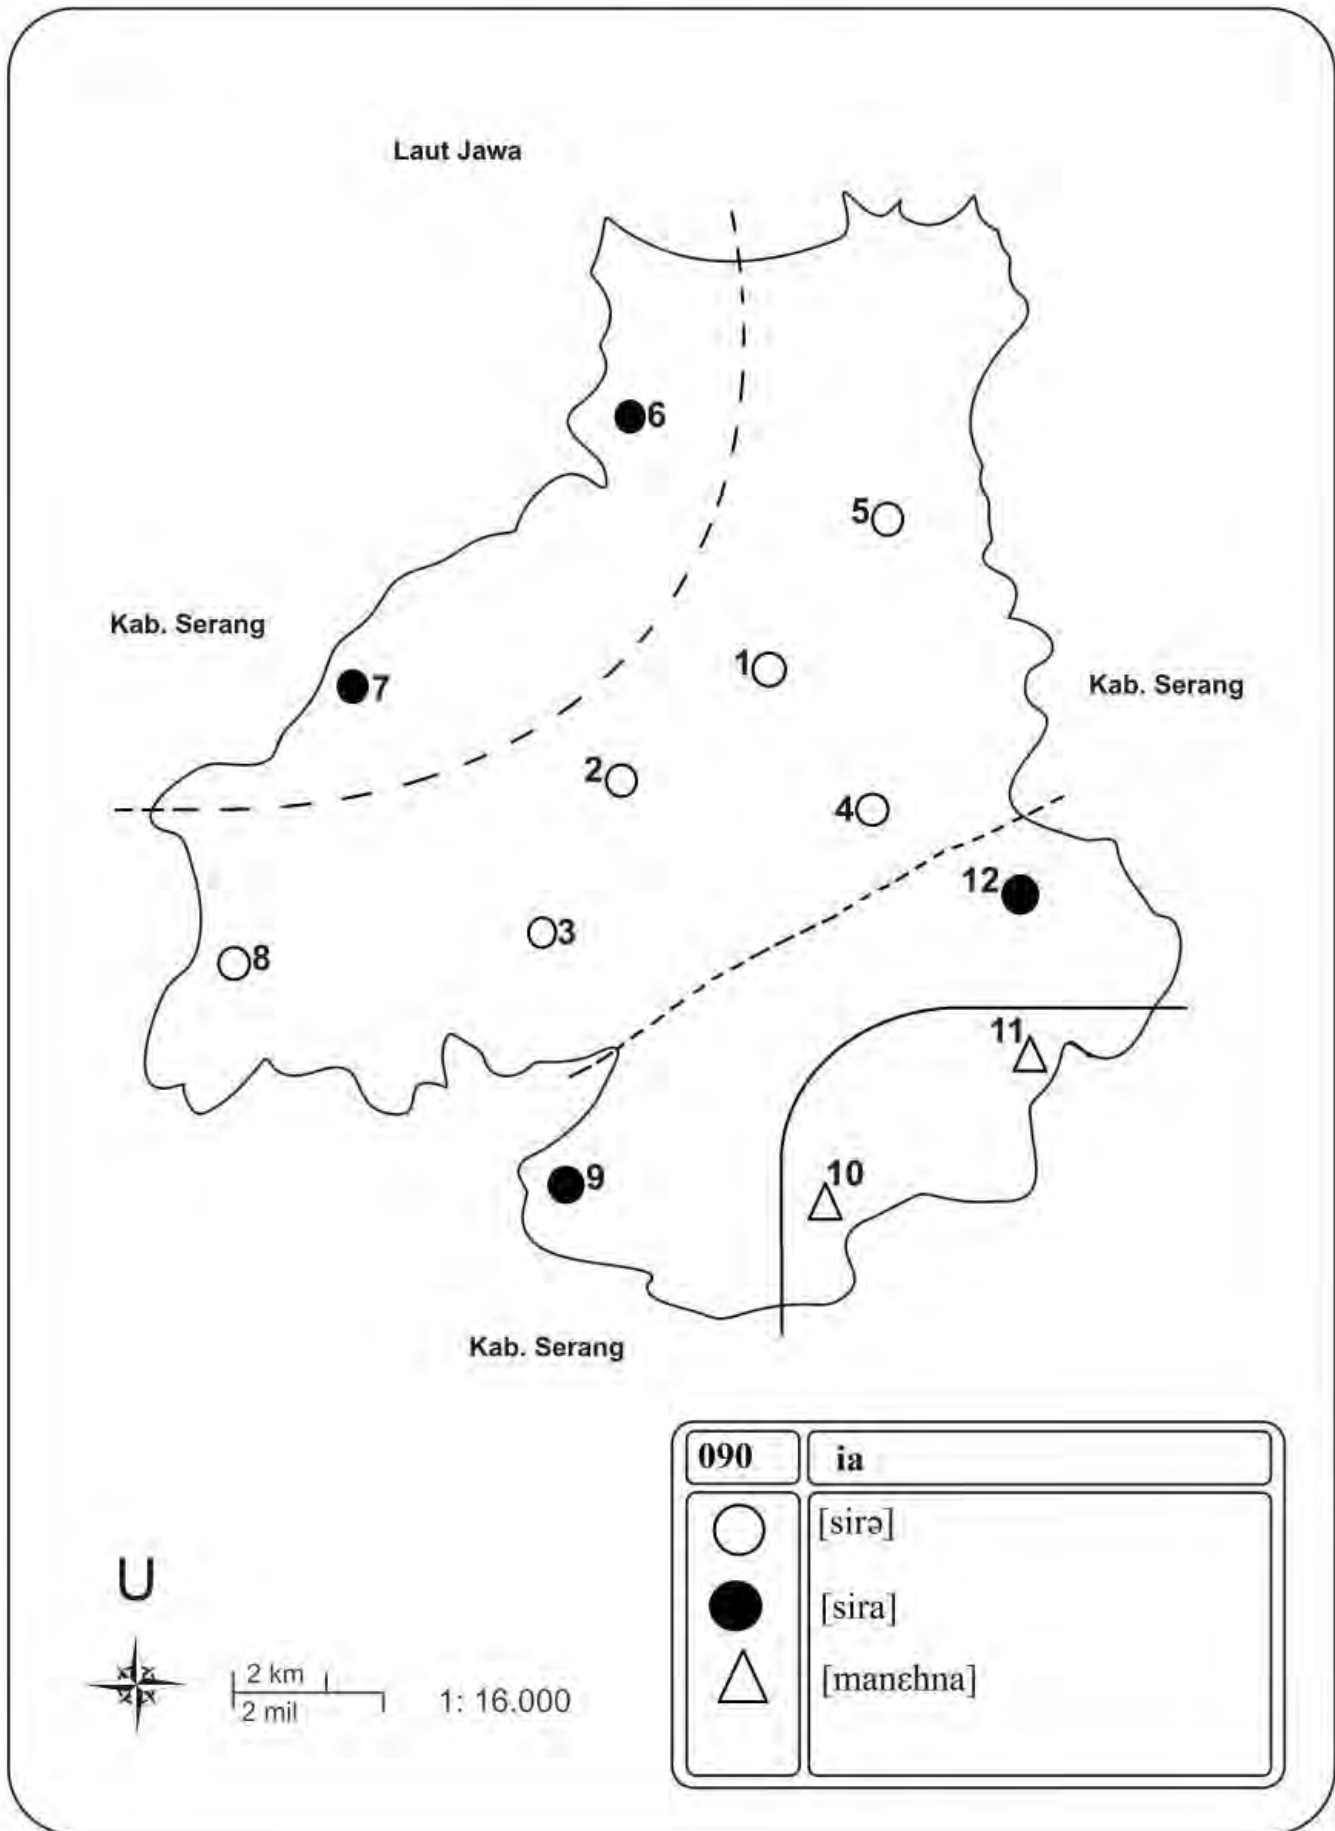 Laut Jawa
6
5
Kab. Serang
1
Kab. Serang
7
2
4
12
3
8
11
10
9
Kab. Serang
090 ia
[sirə]
[sira]
[manɛhna]
U
2 km
2 mil
1: 16.000